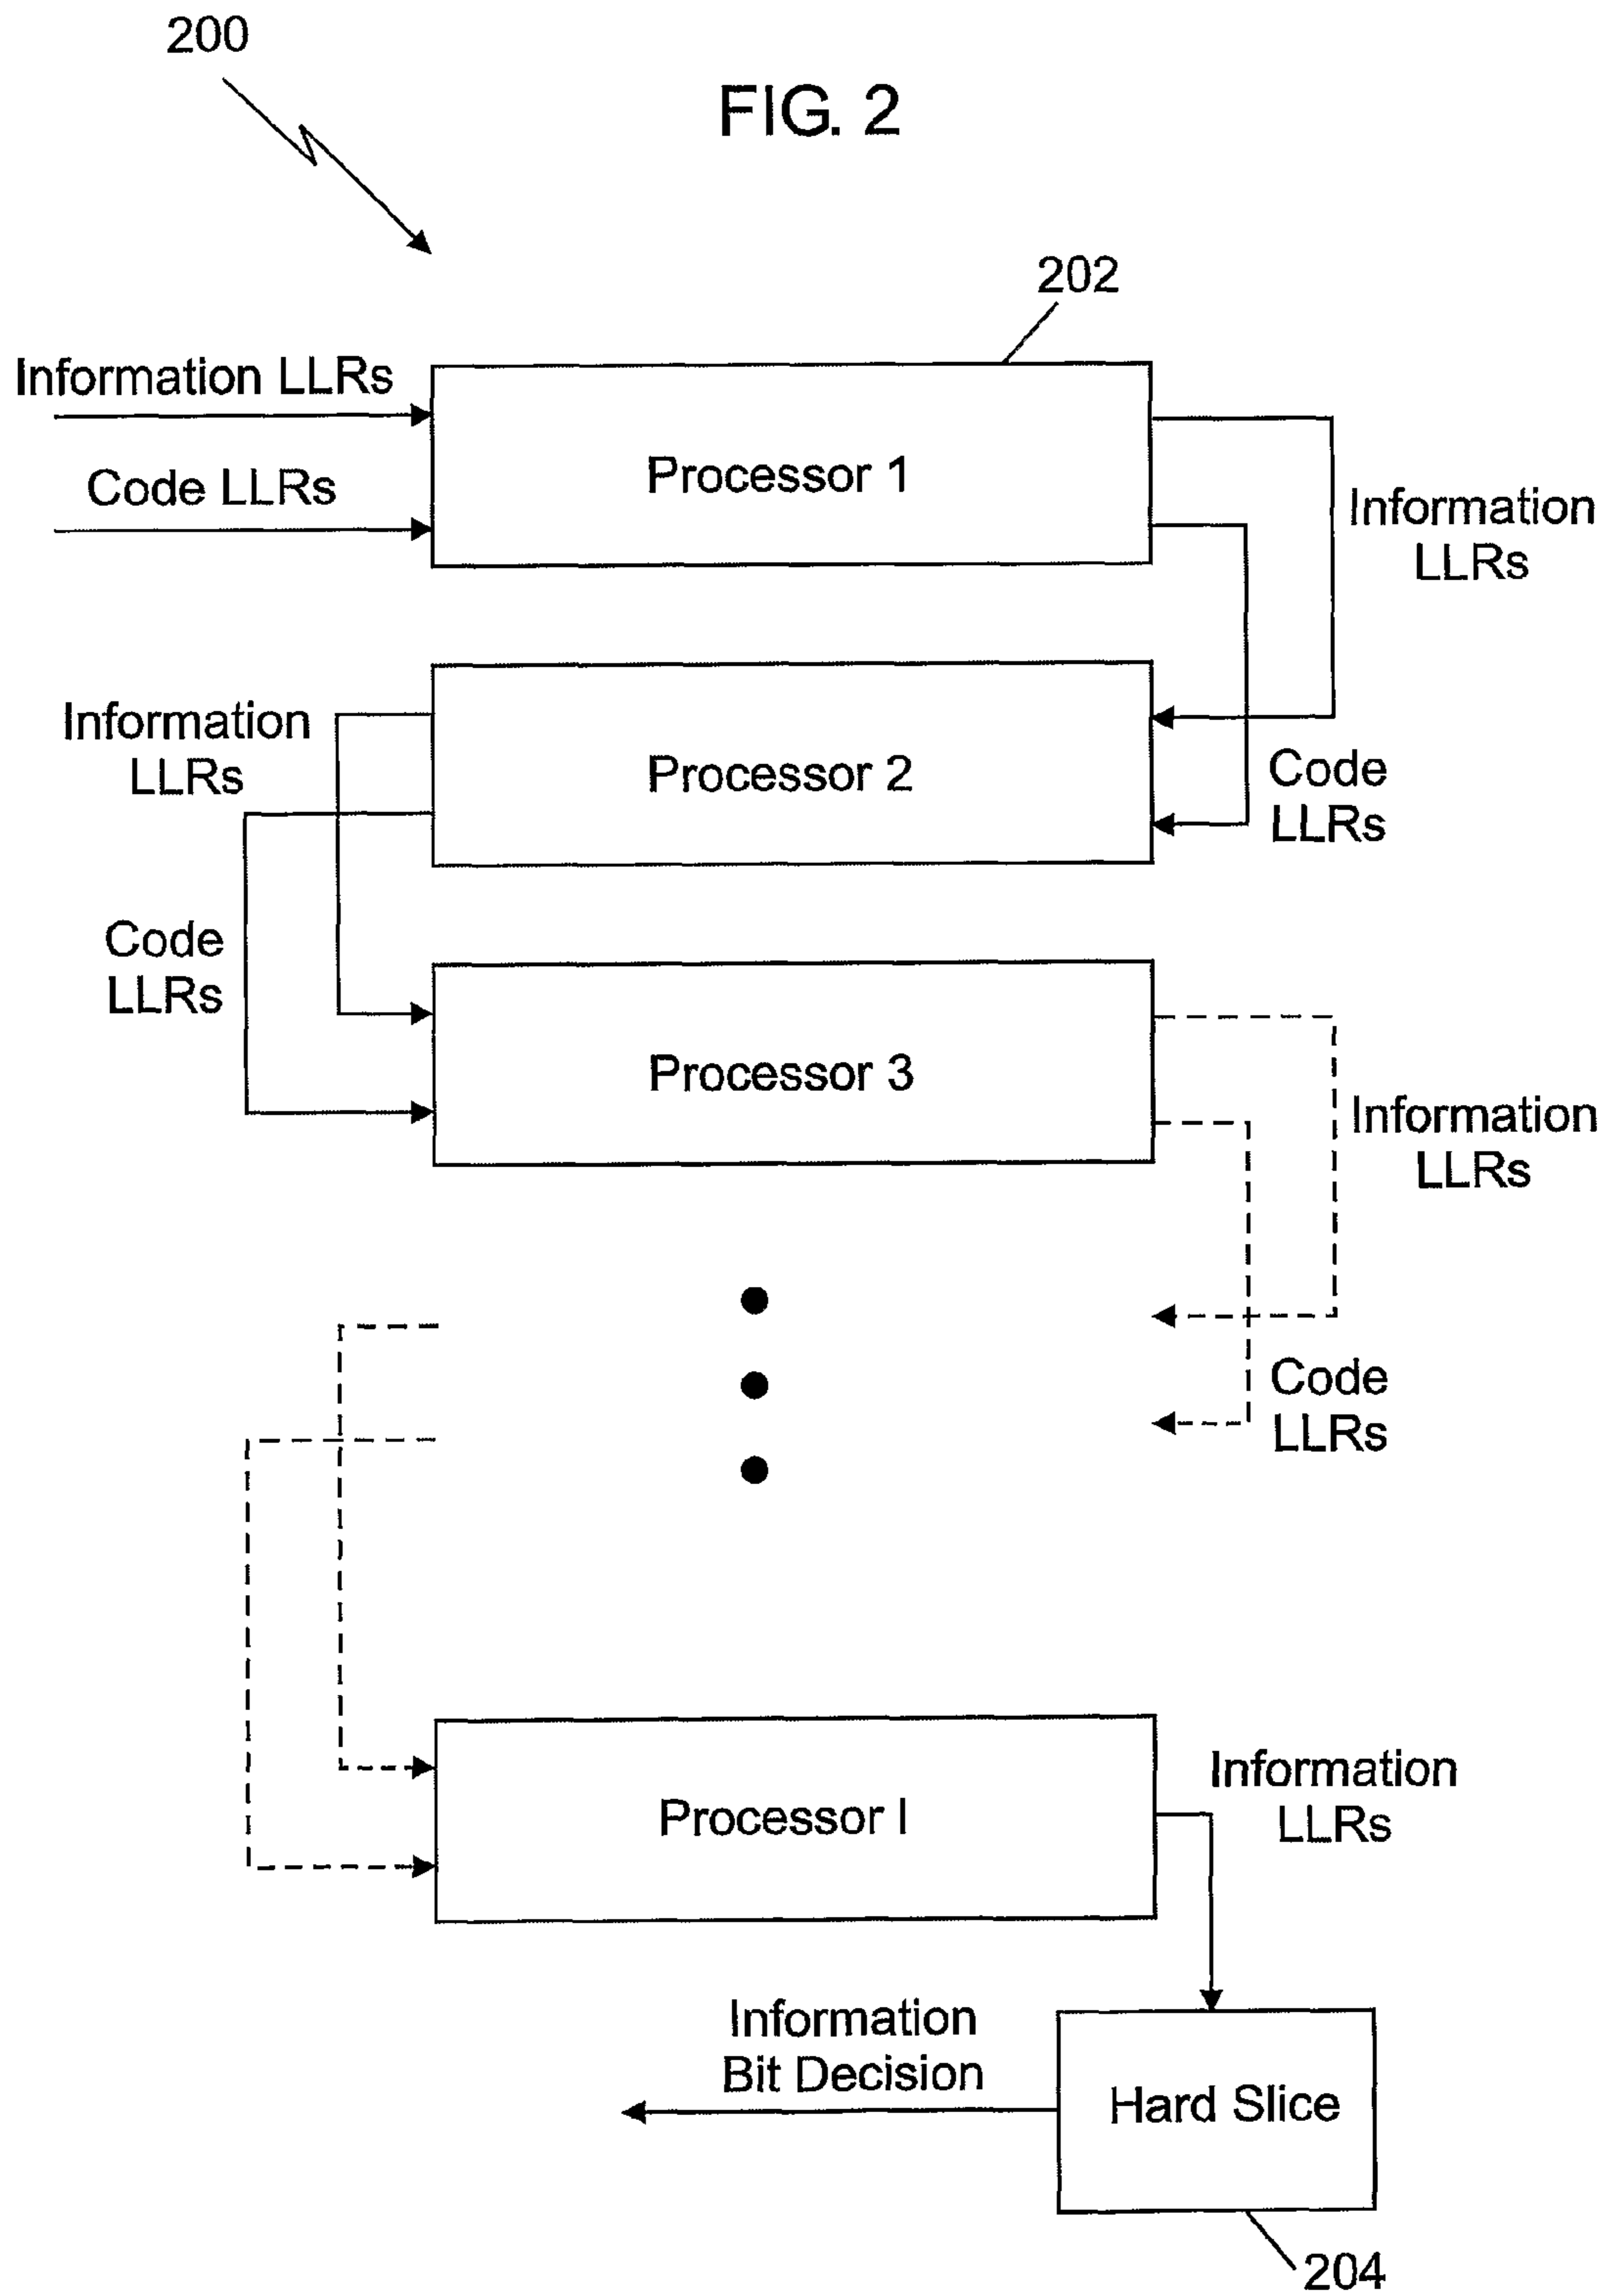 200
FIG. 2
202
Information LLRs
Code LLRs
Processor 1
Information
LLRs
Information
LLRs
Processor 2
Code
LLRs
Code
LLRs
Processor 3
Information
LLRs
Code
LLRs
Processor I
Information
LLRs
Information
Bit Decision
Hard Slice
204